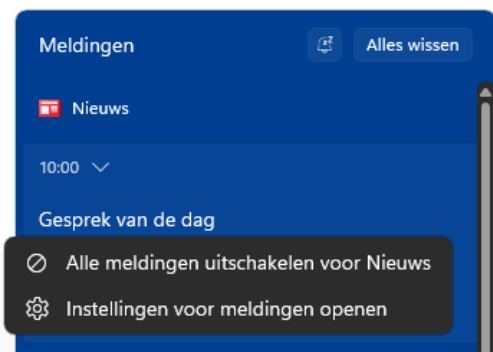 Meldingen
Alles wissen
Nieuws
10:00
Gesprek van de dag
Alle meldingen uitschakelen voor Nieuws
Instellingen voor meldingen openen